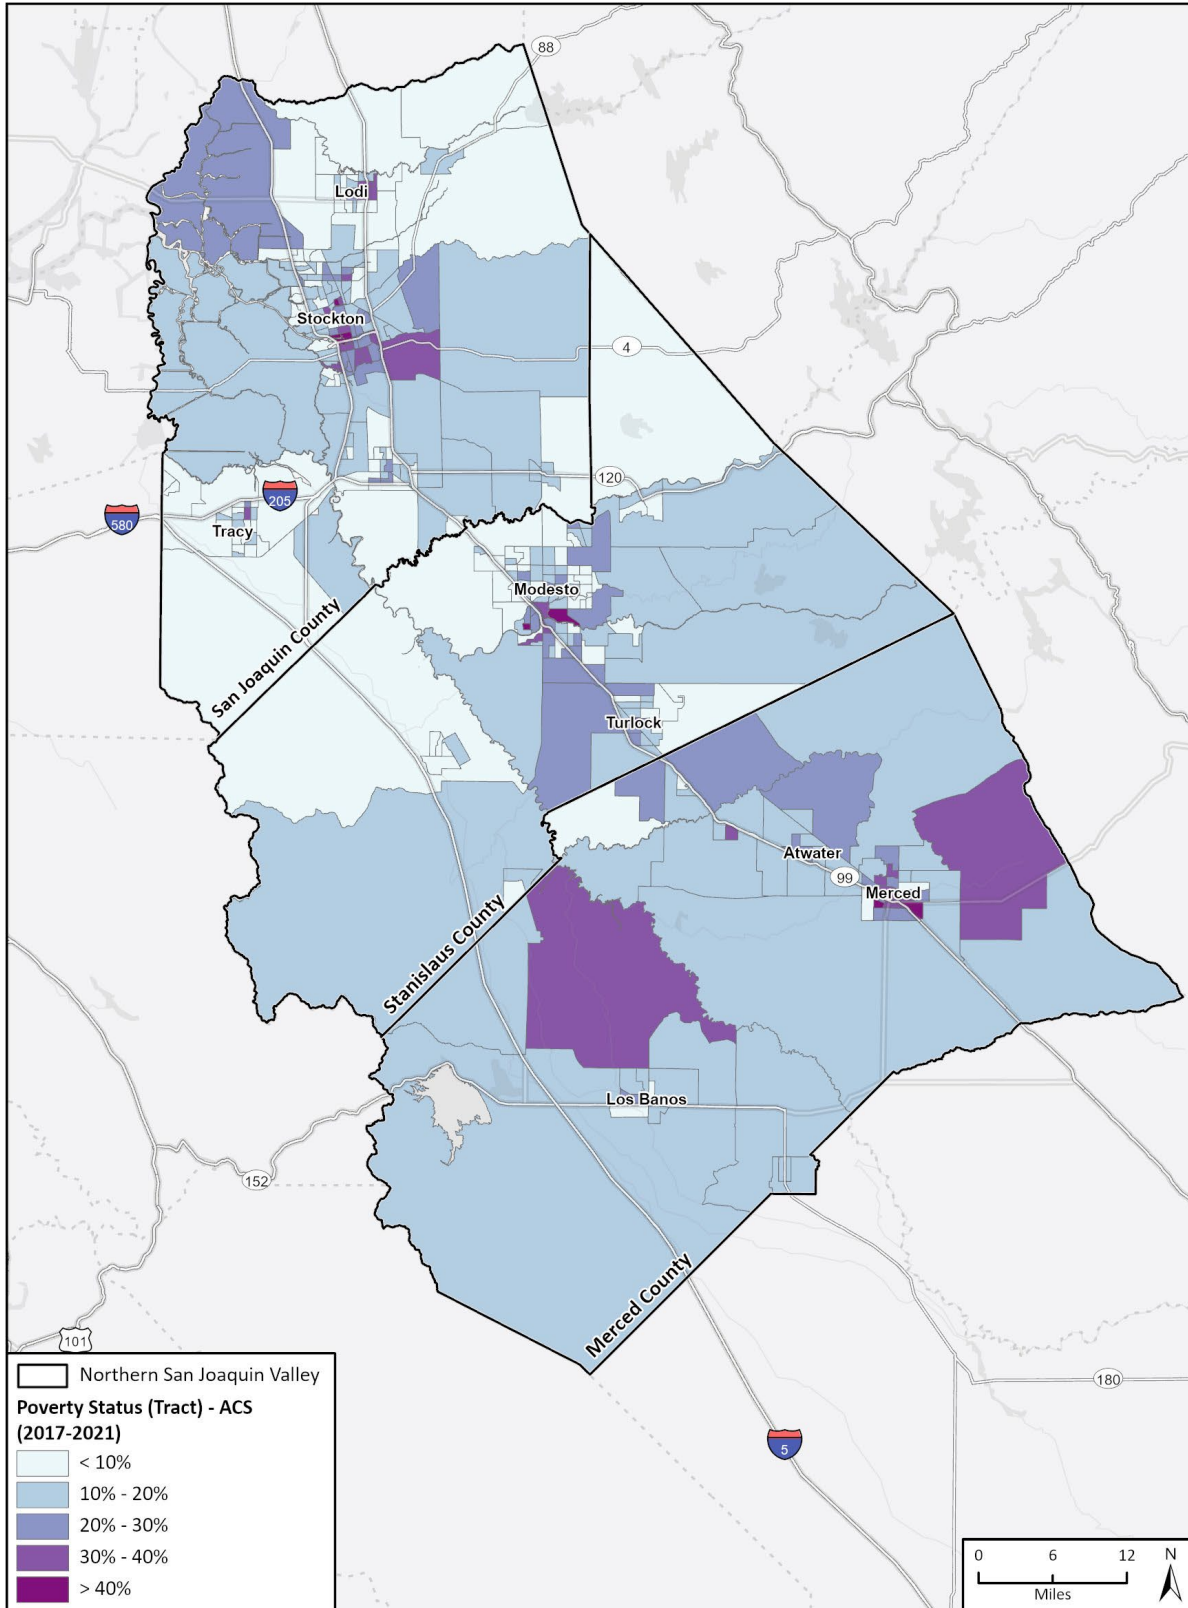 88
Lodi
Stockton
4
120
205
580
Tracy
Modesto
San Joaquin County
Turlock
Atwater
99
Merced
Stanislaus County
Los Banos
152
Merced County
101
180
5
Northern San Joaquin Valley
Poverty Status (Tract) - ACS
(2017-2021)
< 10%
10% - 20%
20% - 30%
30% - 40%
> 40%
0 6 12
Miles
N